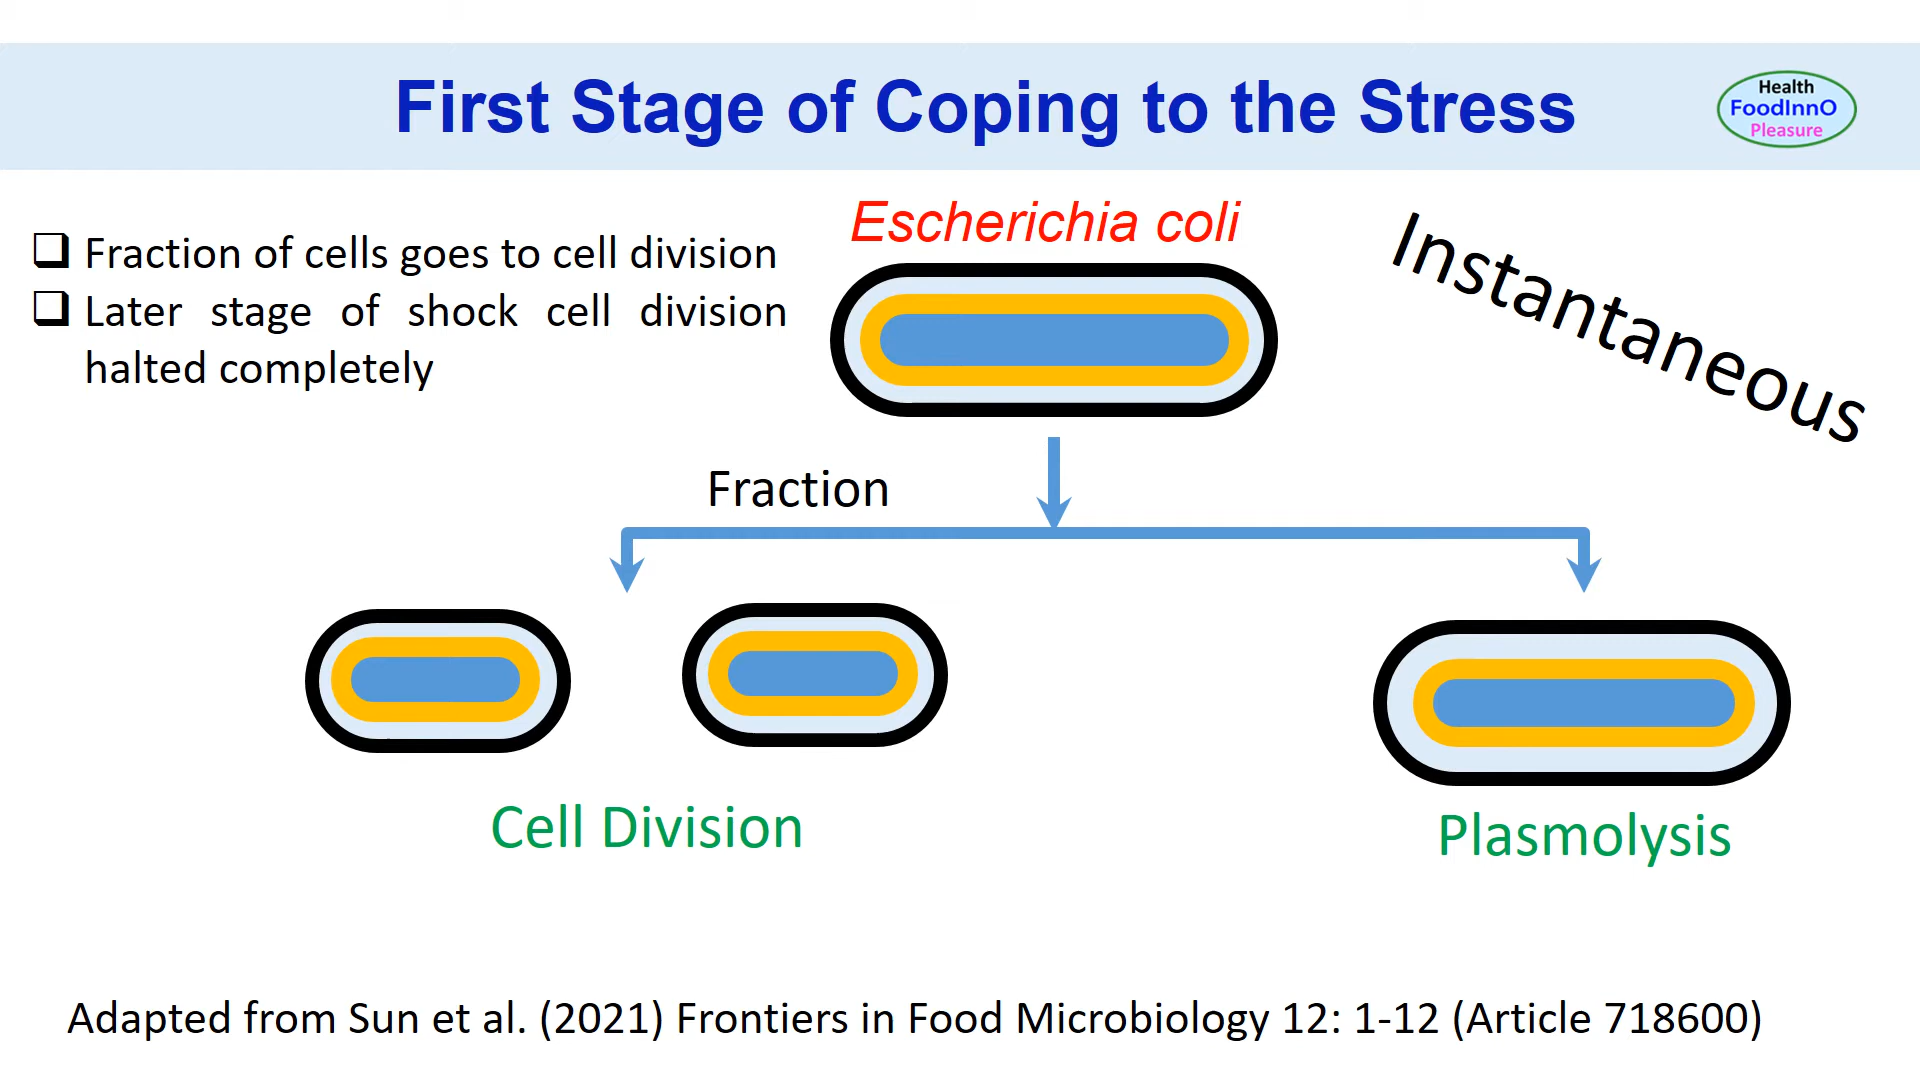 First Stage of Coping to the Stress
Health
FoodInnO
Pleasure
❑ Fraction of cells goes to cell division
❑ Later stage of shock cell division
halted completely
Escherichia coli
Instantaneous
Fraction
Cell Division
Plasmolysis
Adapted from Sun et al. (2021) Frontiers in Food Microbiology 12: 1-12 (Article 718600)